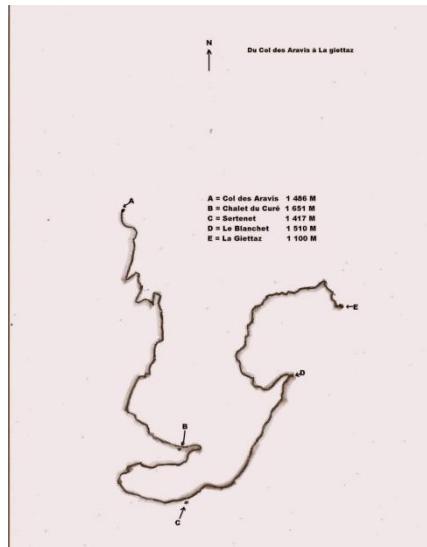 N
Du Col des Aravis à La giettaz
A
A = Col des Aravis 1 486 M
B = Chalet du Curé 1 651 M
C = Sertenet 1 417 M
D = Le Blanchet 1 510 M
E = La Giettaz 1 100 M
E
D
B
C